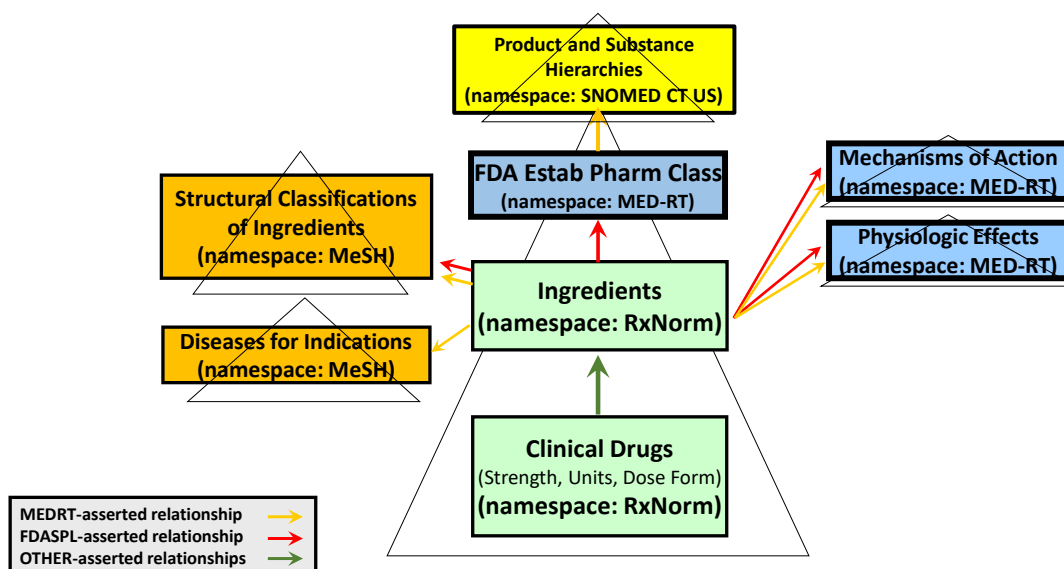 Product and Substance
Hierarchies
(namespace: SNOMED CT US)
FDA Estab Pharm Class
(namespace: MED-RT)
Mechanisms of Action
(namespace: MED-RT)
Structural Classifications
of Ingredients
(namespace: MeSH)
Physiologic Effects
(namespace: MED-RT)
Ingredients
(namespace: RxNorm)
Diseases for Indications
(namespace: MeSH)
Clinical Drugs
(Strength, Units, Dose Form)
(namespace: RxNorm)
MEDRT-asserted relationship
FDASPL-asserted relationship
OTHER-asserted relationships